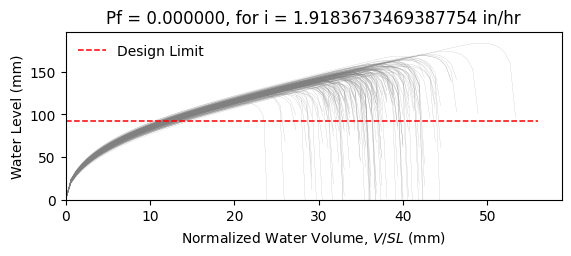 Pf = 0.000000, for i = 1.9183673469387754 in/hr
Design Limit
Water Level (mm)
150
100
50
0
0 10 20 30 40 50
Normalized Water Volume, V/SL (mm)